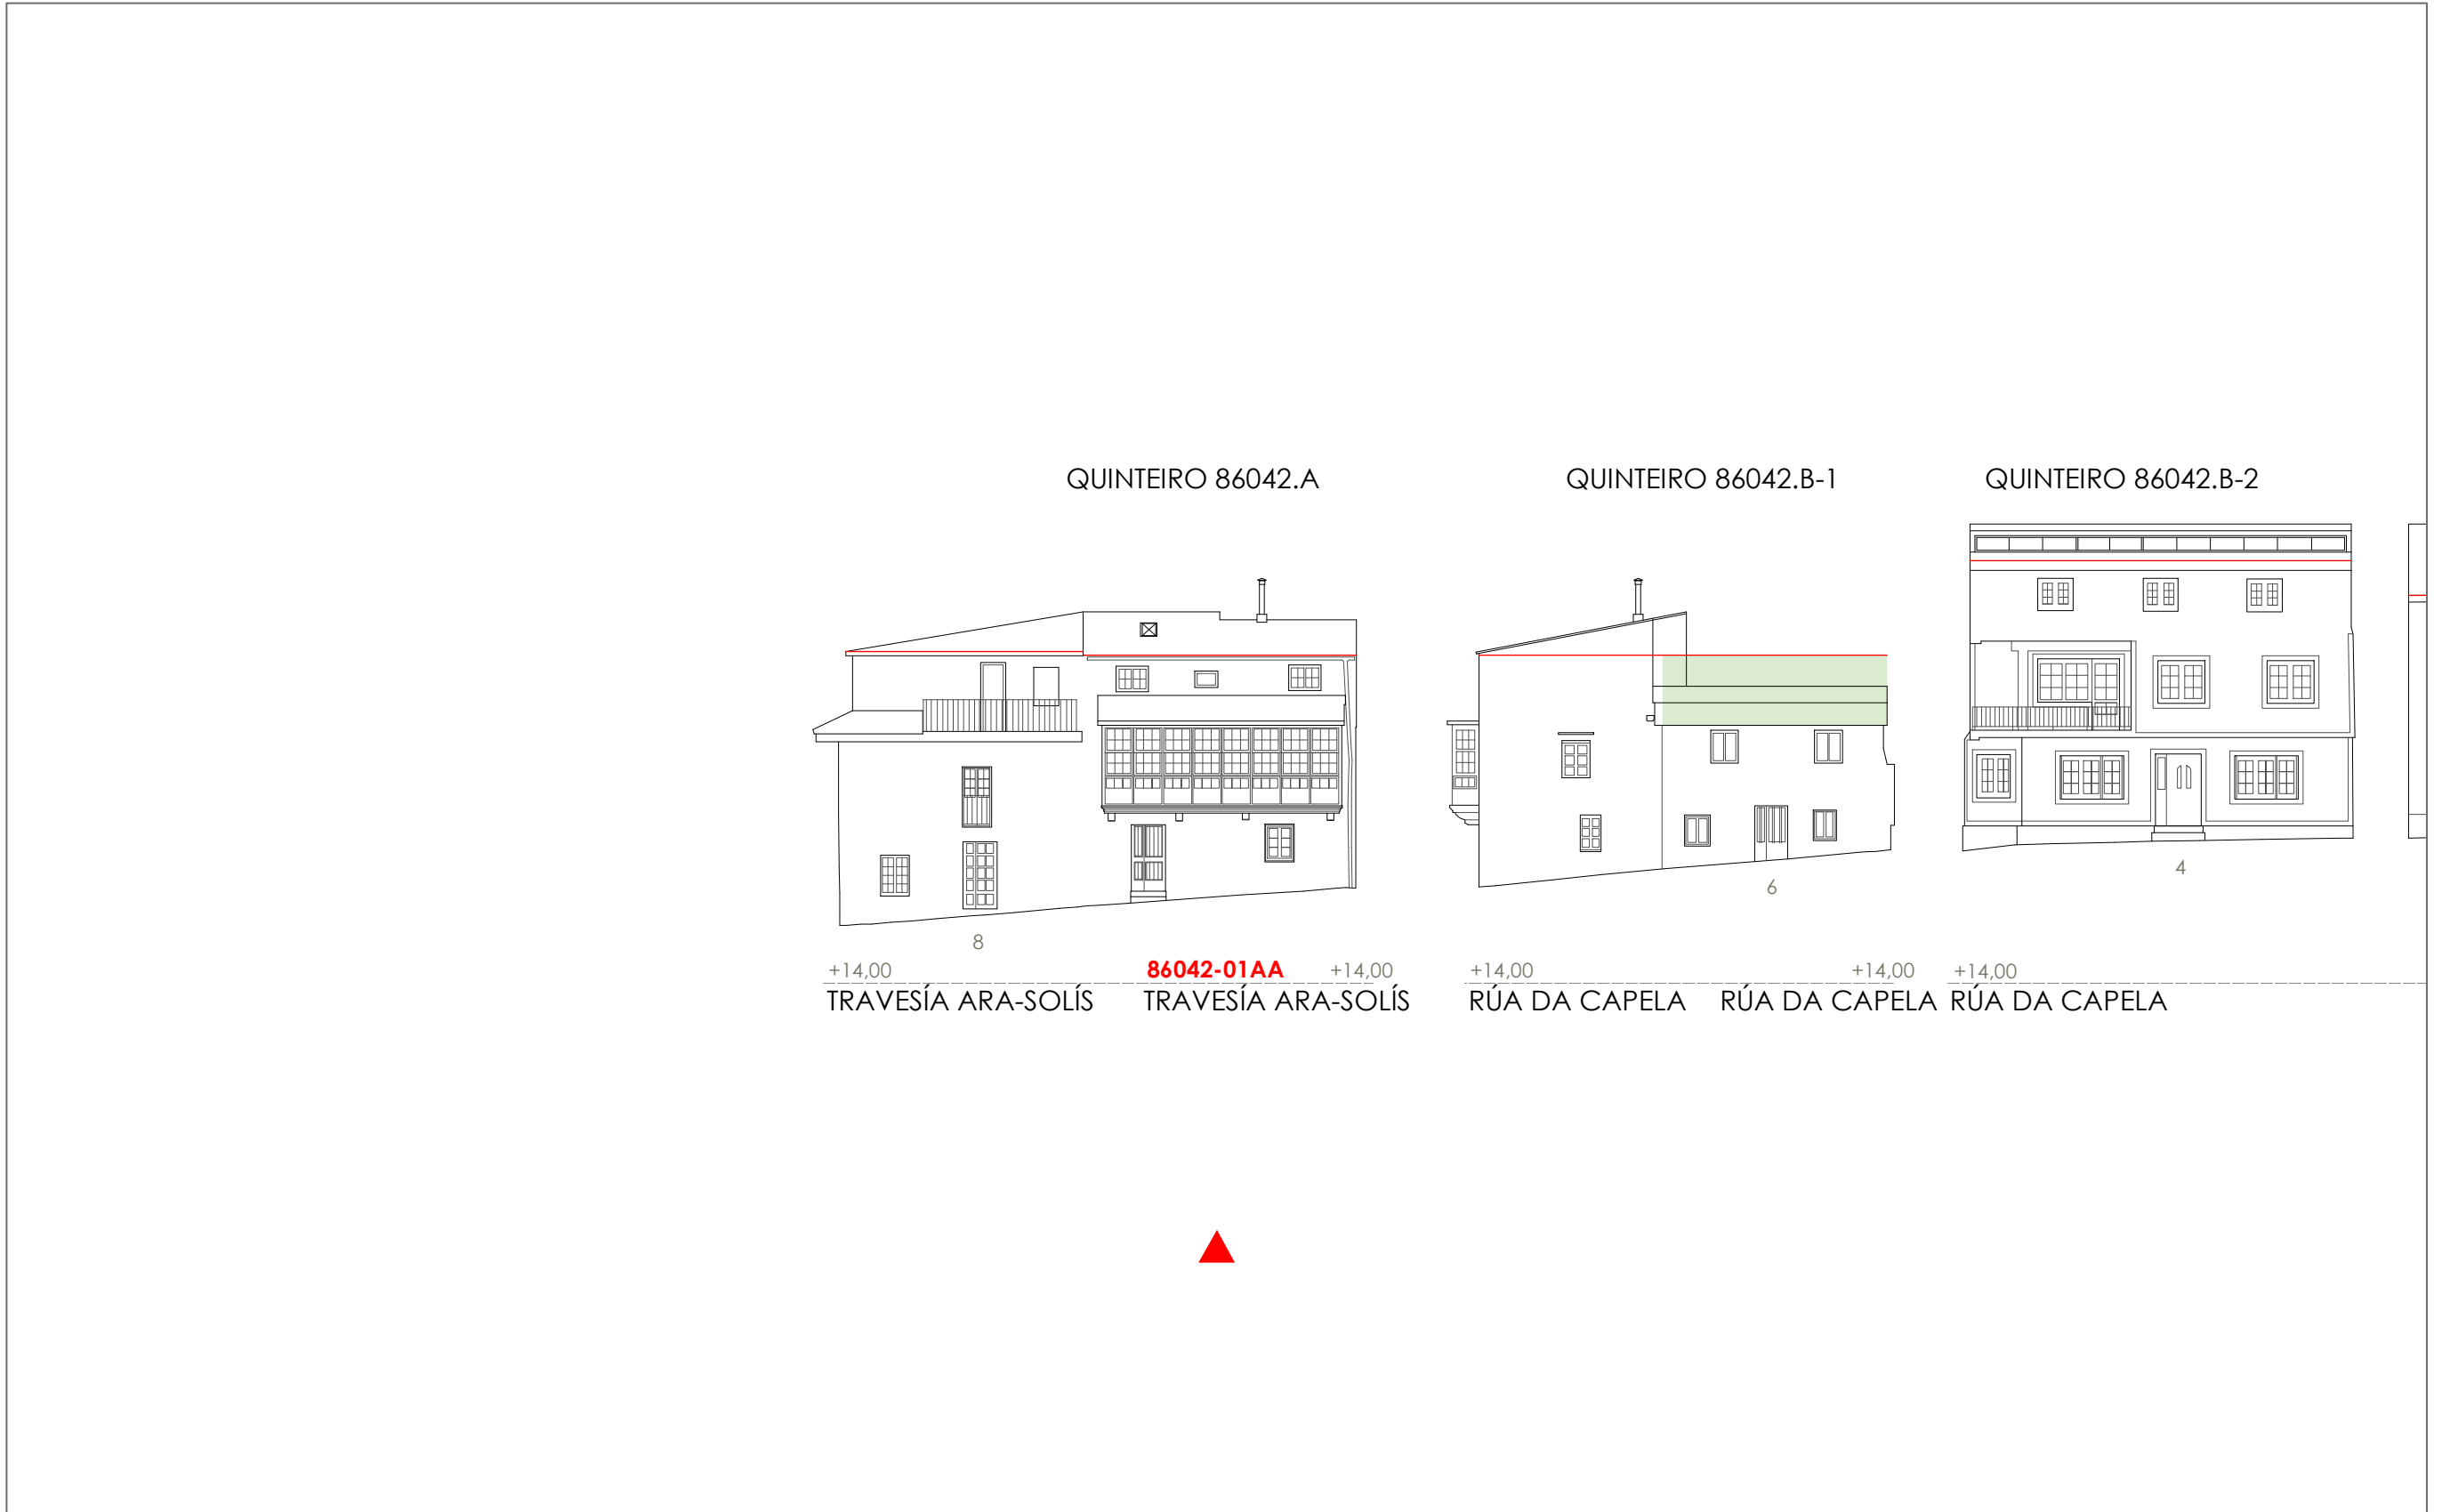 QUINTEIRO 86042.A
QUINTEIRO 86042.B-1
QUINTEIRO 86042.B-2
4
6
8
+14,00
86042-01AA
+14,00
+14,00
+14,00
+14,00
TRAVESÍA ARA-SOLÍS
TRAVESÍA ARA-SOLÍS
RÚA DA CAPELA
RÚA DA CAPELA
RÚA DA CAPELA